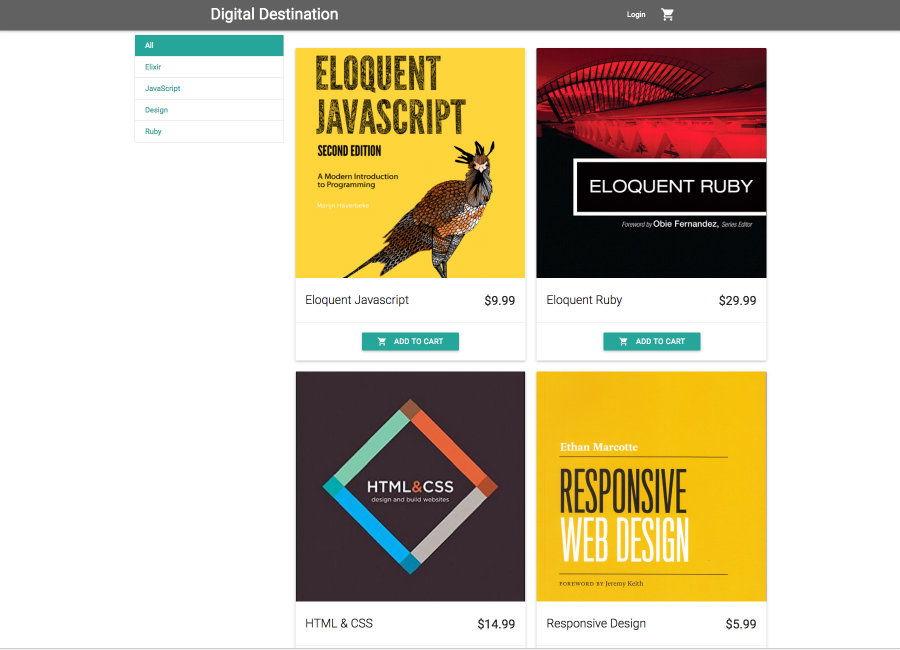 Digital Destination
Login
All
Elixir
JavaScript
Design
Ruby
ELOQUENT
JAVASCRIPT
SECOND EDITION
A Modern Introduction
to Programming
Marijn Haverbeke
Eloquent Javascript
$9.99
ADD TO CART
ELOQUENT RUBY
Foreword by Obie Fernandez, Series Editor
Eloquent Ruby
$29.99
ADD TO CART
HTML&CSS
design and build websites
HTML & CSS
$14.99
Ethan Marcotte
RESPONSIVE
WEB DESIGN
FOREWORD BY Jeremy Keith
Responsive Design
$5.99